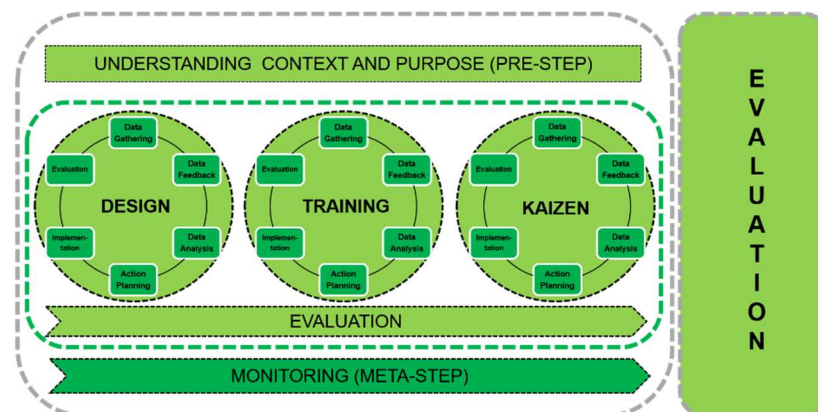 UNDERSTANDING CONTEXT AND PURPOSE (PRE-STEP)
Data
Gathering
Evaluation
Data
Feedback
DESIGN
Implemen-
tation
Data
Analysis
Action
Planning
Data
Gathering
Evaluation
Data
Feedback
TRAINING
Implemen-
tation
Data
Analysis
Action
Planning
Data
Gathering
Evaluation
Data
Feedback
KAIZEN
Implemen-
tation
Data
Analysis
Action
Planning
EVALUATION
MONITORING (META-STEP)
E
V
A
L
U
A
T
I
O
N